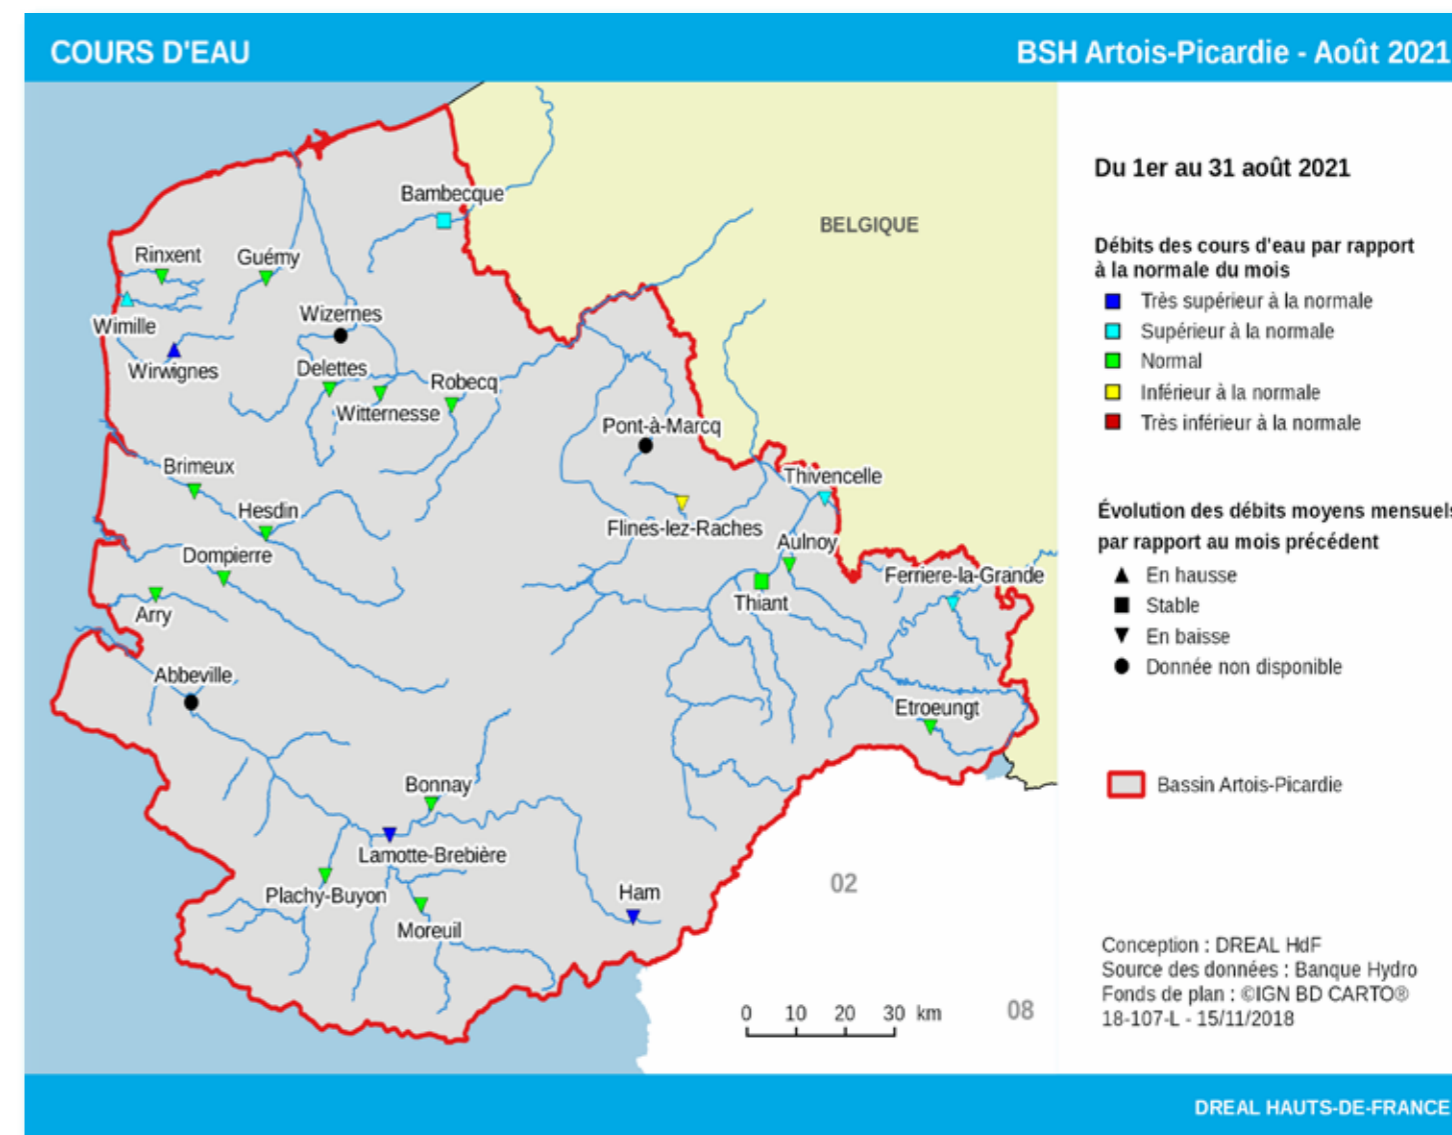 COURS D'EAU
BSH Artois-Picardie - Août 2021
Bambecque
BELGIQUE
Rinxent
Guémy
Wimille
Wizernes
Wirwignes
Delettes
Robecq
Witternesse
Pont-à-Marcq
Brimeux
Thivencelle
Hesdin
Flines-lez-Raches
Aulnoy
Dompierre
Ferriere-la-Grande
Thiant
Arry
Abbeville
Etroeungt
Bonnay
Lamotte-Brebière
Plachy-Buyon
Ham
Moreuil
02
08
0 10 20 30 km
Du 1er au 31 août 2021
Débits des cours d'eau par rapport
à la normale du mois
Très supérieur à la normale
Supérieur à la normale
Normal
Inférieur à la normale
Très inférieur à la normale
Évolution des débits moyens mensuels
par rapport au mois précédent
En hausse
Stable
En baisse
Donnée non disponible
Bassin Artois-Picardie
Conception : DREAL HdF
Source des données : Banque Hydro
Fonds de plan : ©IGN BD CARTO®
18-107-L - 15/11/2018
DREAL HAUTS-DE-FRANCE